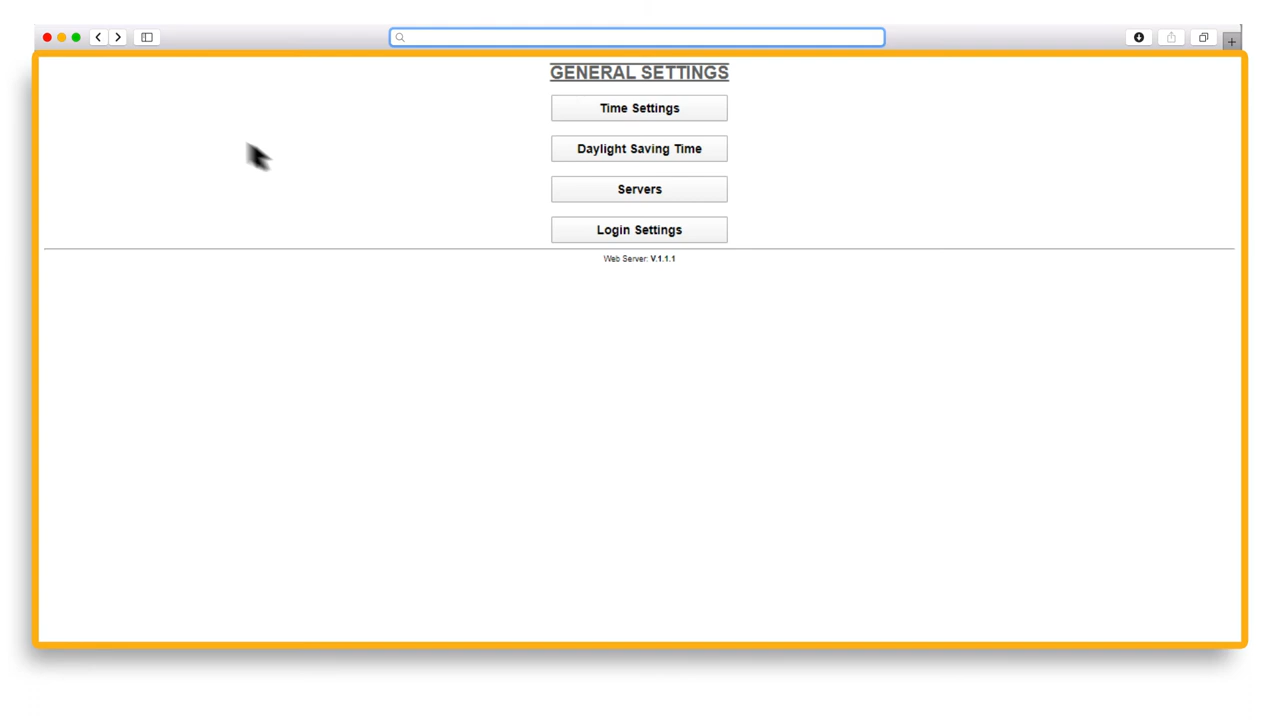 GENERAL SETTINGS
Time Settings
Daylight Saving Time
Servers
Login Settings
Web Server: V.1.1.1